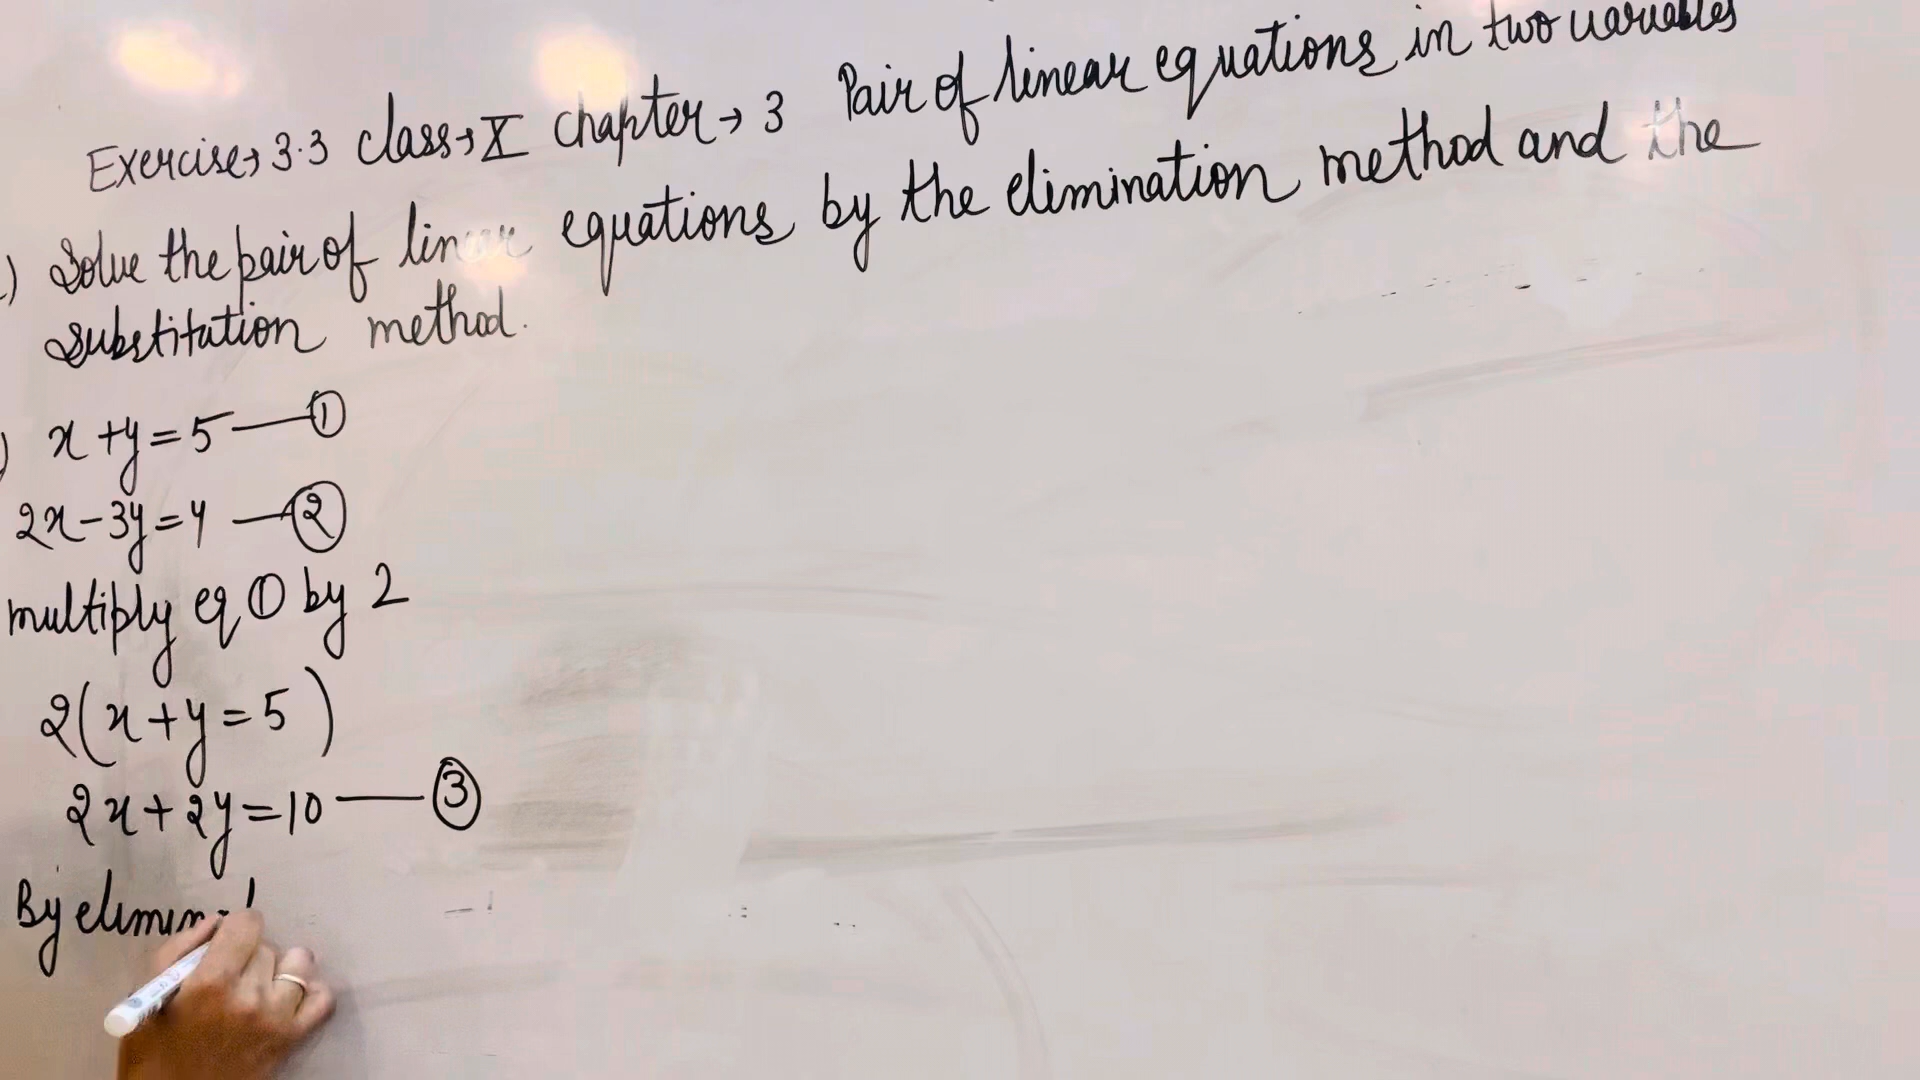 Exercise→3.3 class→X chapter→3 Pair of linear equations in two variables
) Solve the pair of linear equations by the elimination method and the
substitution method.
) x+y=5—①
2x-3y=4—②
multiply eq ① by 2
2(x+y=5)
2x+2y=10—③
By elimin